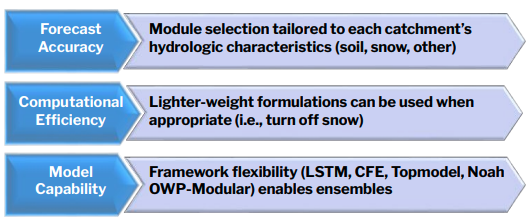 Forecast
Accuracy
Module selection tailored to each catchment's
hydrologic characteristics (soil, snow, other)
Computational
Efficiency
Lighter-weight formulations can be used when
appropriate (i.e., turn off snow)
Model
Capability
Framework flexibility (LSTM, CFE, Topmodel, Noah
OWP-Modular) enables ensembles